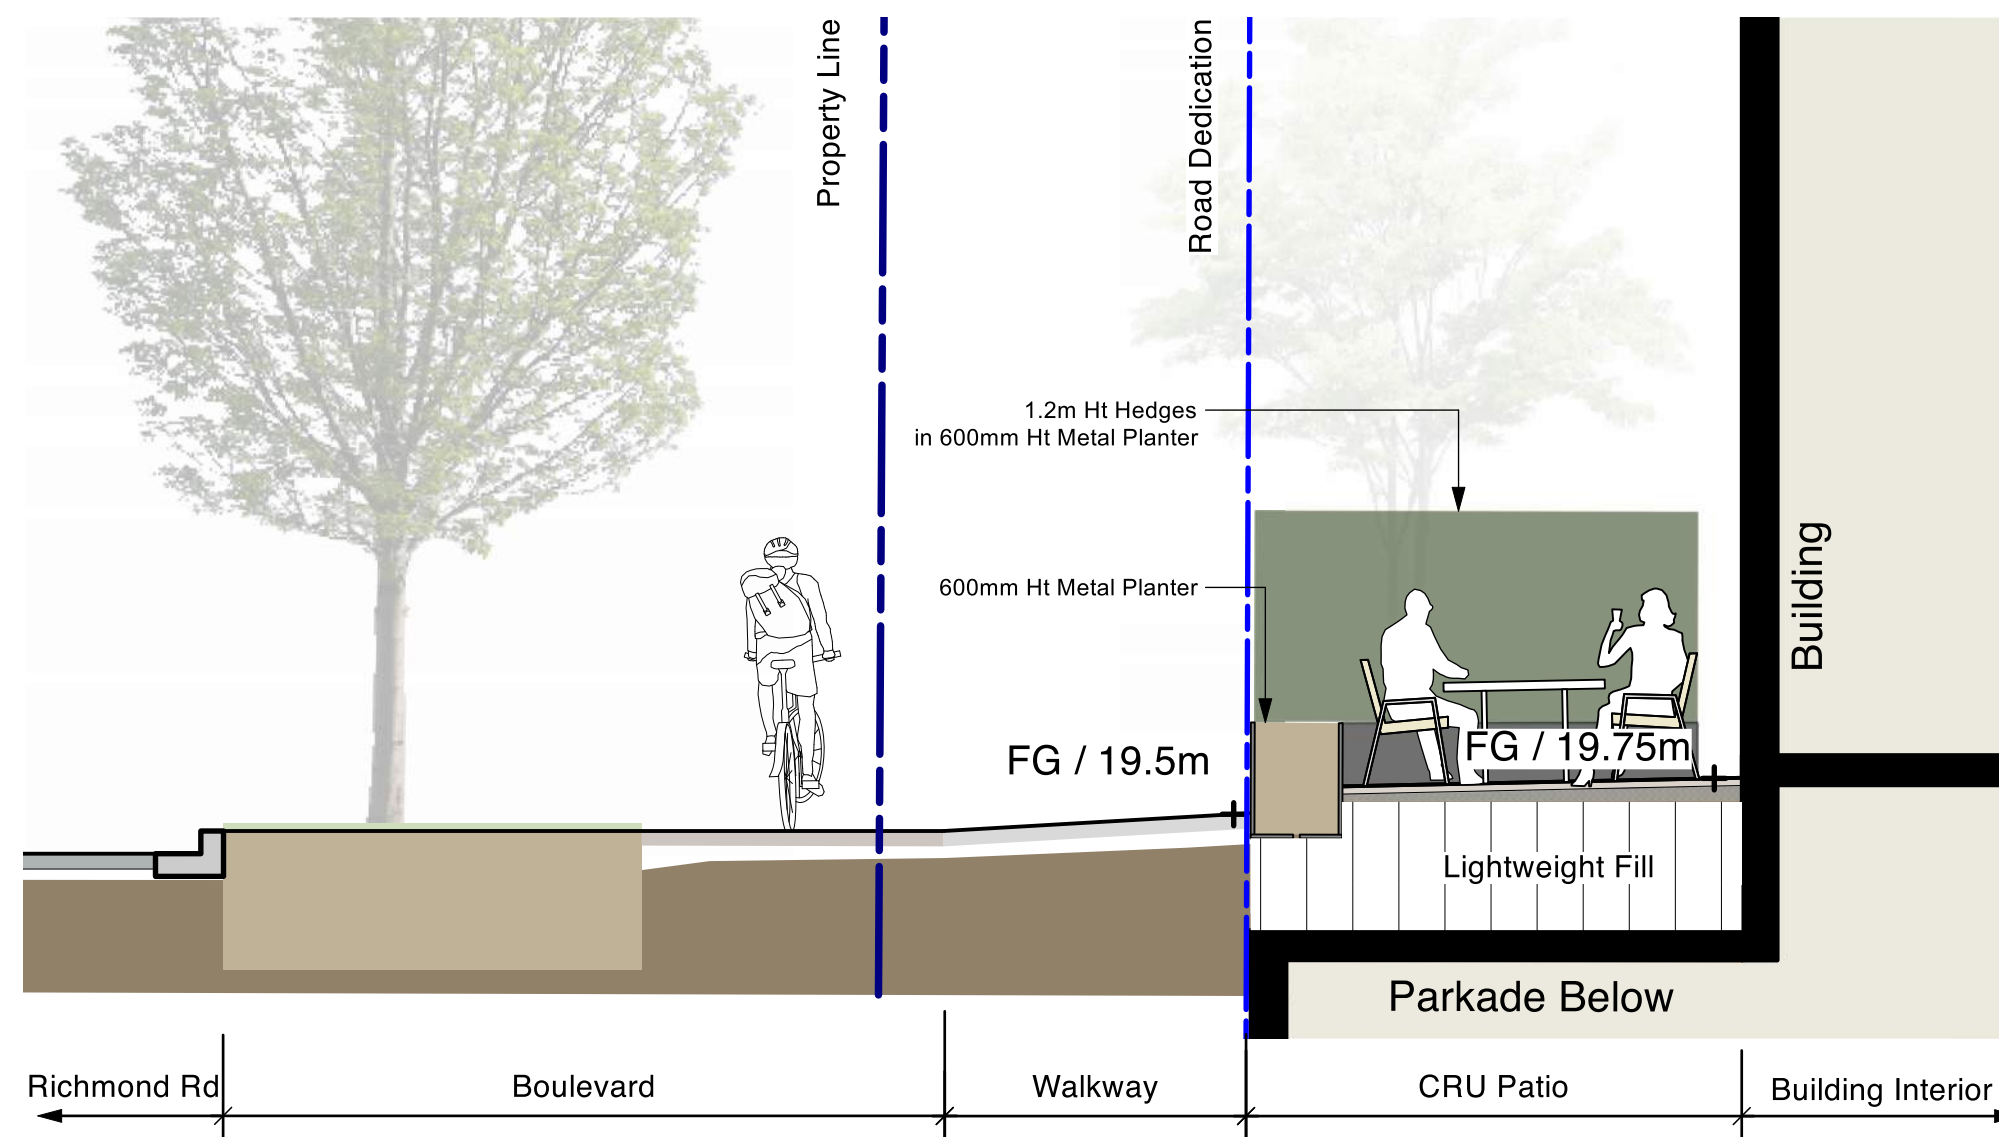 Property Line
Road Dedication
1.2m Ht Hedges
in 600mm Ht Metal Planter
600mm Ht Metal Planter
Building
FG / 19.5m
FG / 19.75m
Lightweight Fill
Parkade Below
Richmond Rd
Boulevard
Walkway
CRU Patio
Building Interior